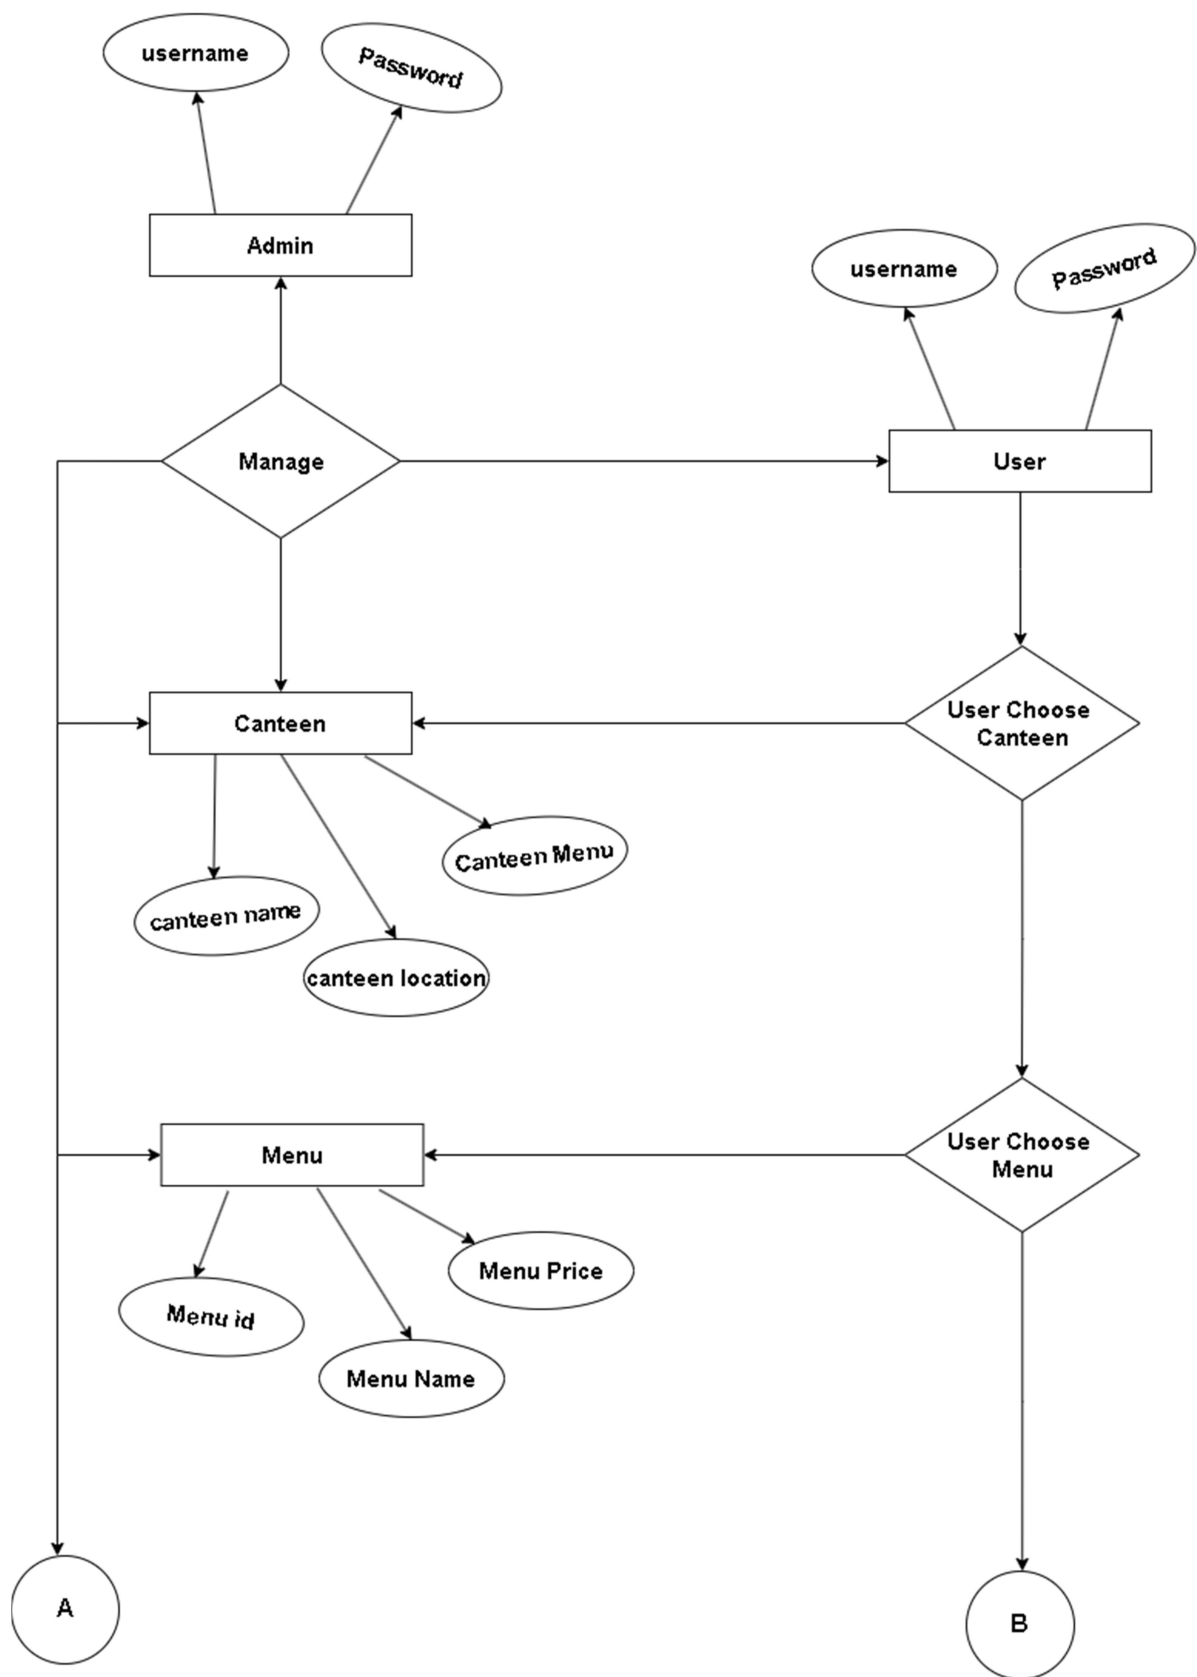 username
Password
Admin
username
Password
Manage
User
Canteen
User Choose
Canteen
Canteen Menu
canteen name
canteen location
Menu
User Choose
Menu
Menu Price
Menu id
Menu Name
A
B